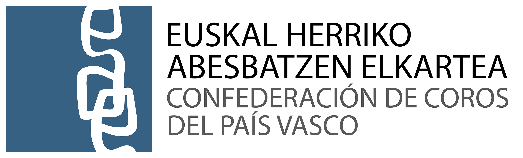 EUSKAL HERRIKO
ABESBATZEN ELKARTEA
CONFEDERACIÓN DE COROS
DEL PAÍS VASCO